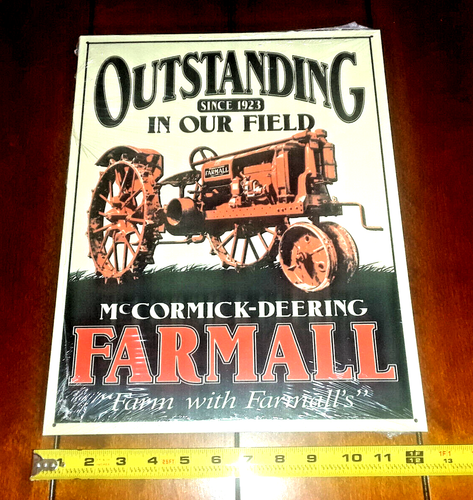 OUTSTANDING
SINCE 1923
IN OUR FIELD
FARMALL
McCORMICK-DEERING
FARMALL
"Farm with Farmall's"
1 2 3 4 5 6 7 8 9 10 11 12 1F1
13